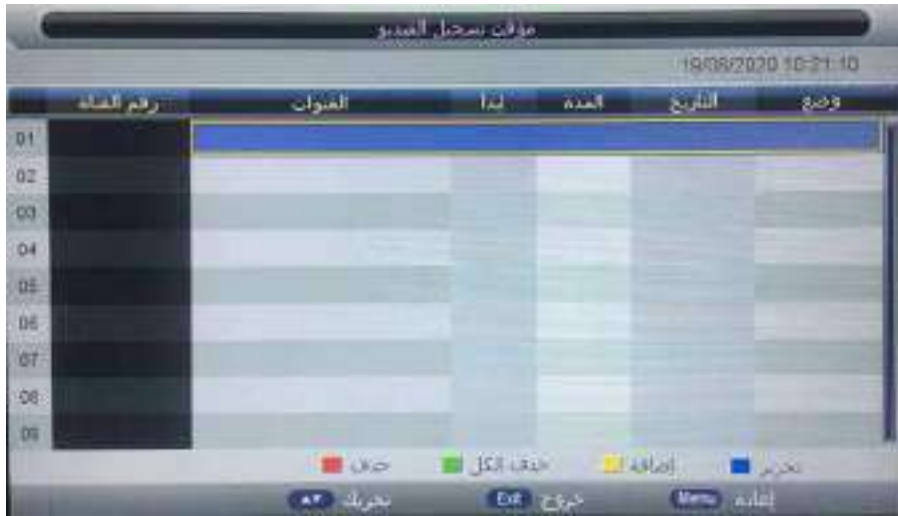 مؤقت تسجيل الفيديو
19/08/2020 10:21:10
رقم القناة العنوان ابدأ المدة التاريخ وضع
01
02
03
04
05
06
07
08
09
حذف حذف الكل إضافة تحرير
تحريك خروج Exit إعادة Menu